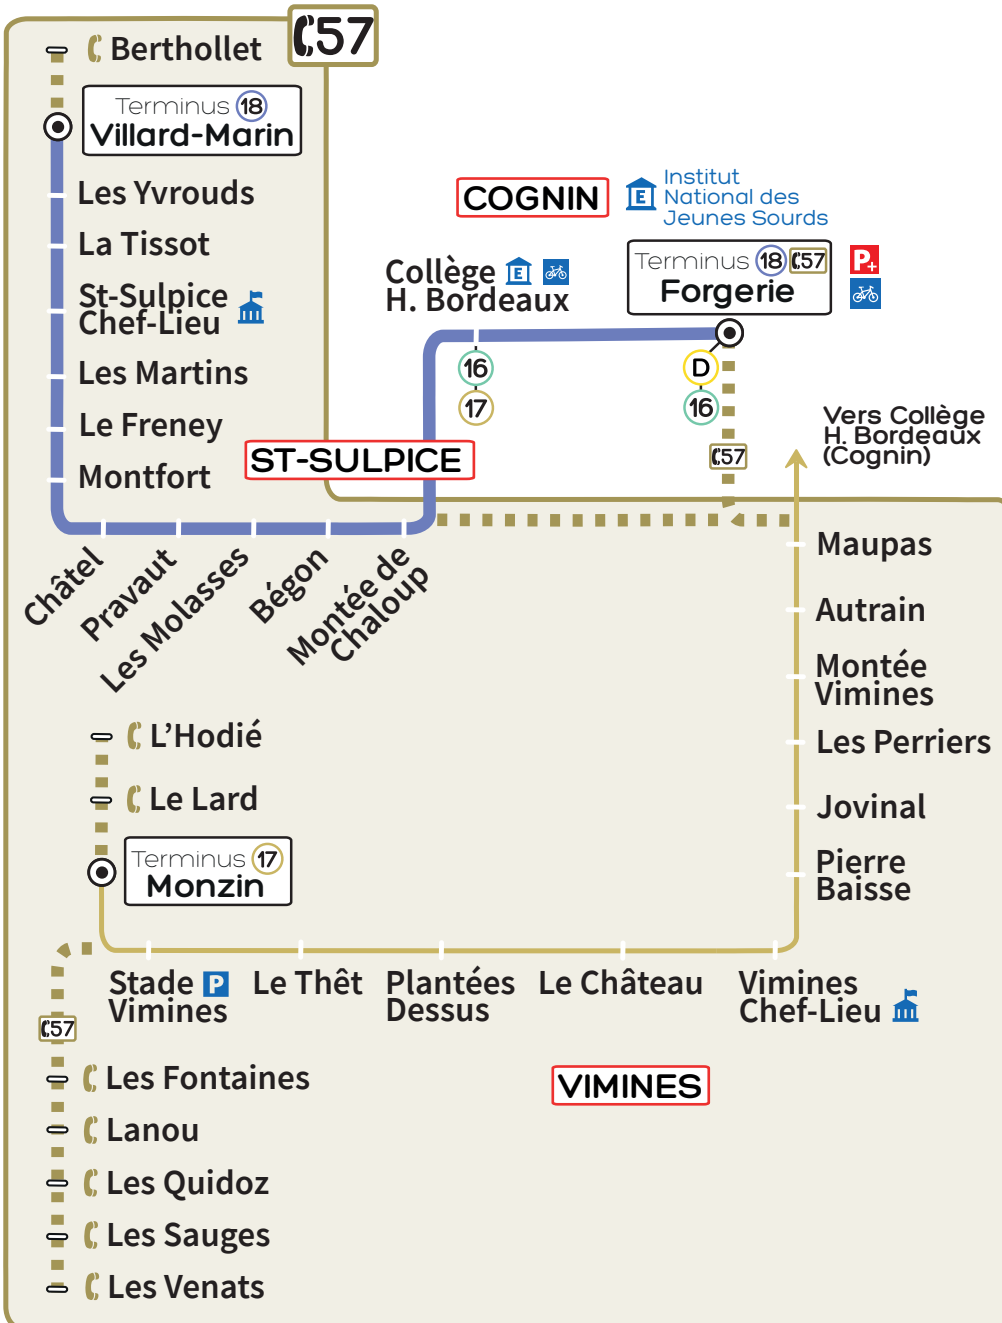 57
Berthollet
Terminus 18
Villard-Marin
Les Yvrouds
La Tissot
St-Sulpice
Chef-Lieu
Les Martins
Le Freney
Montfort
COGNIN
E
Institut
National des
Jeunes Sourds
Collège E
H. Bordeaux
16
17
Terminus 18 57
Forgerie
P+
D
16
57
ST-SULPICE
Vers Collège
H. Bordeaux
(Cognin)
Châtel
Pravaut
Les Molasses
Bégon
Montée de
Chaloup
Maupas
Autrain
Montée
Vimines
Les Perriers
Jovinal
Pierre
Baisse
L'Hodié
Le Lard
Terminus 17
Monzin
Stade P
Vimines
Le Thêt
Plantées
Dessus
Le Château
Vimines
Chef-Lieu
57
Les Fontaines
Lanou
Les Quidoz
Les Sauges
Les Venats
VIMINES